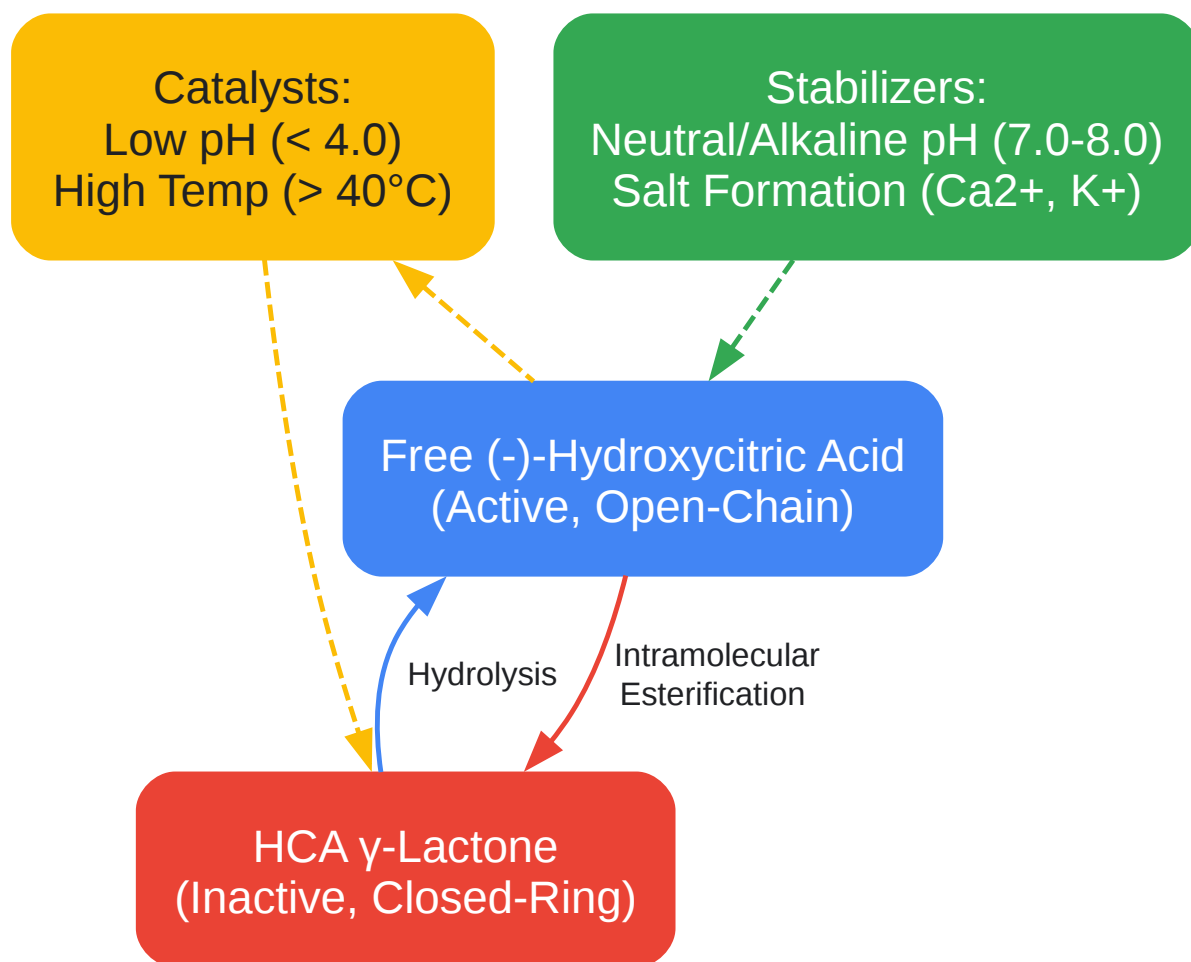 Catalysts:
Low pH (< 4.0)
High Temp (> 40°C)
Stabilizers:
Neutral/Alkaline pH (7.0-8.0)
Salt Formation (Ca2+, K+)
Free (-)-Hydroxycitric Acid
(Active, Open-Chain)
Hydrolysis
Intramolecular
Esterification
HCA γ-Lactone
(Inactive, Closed-Ring)